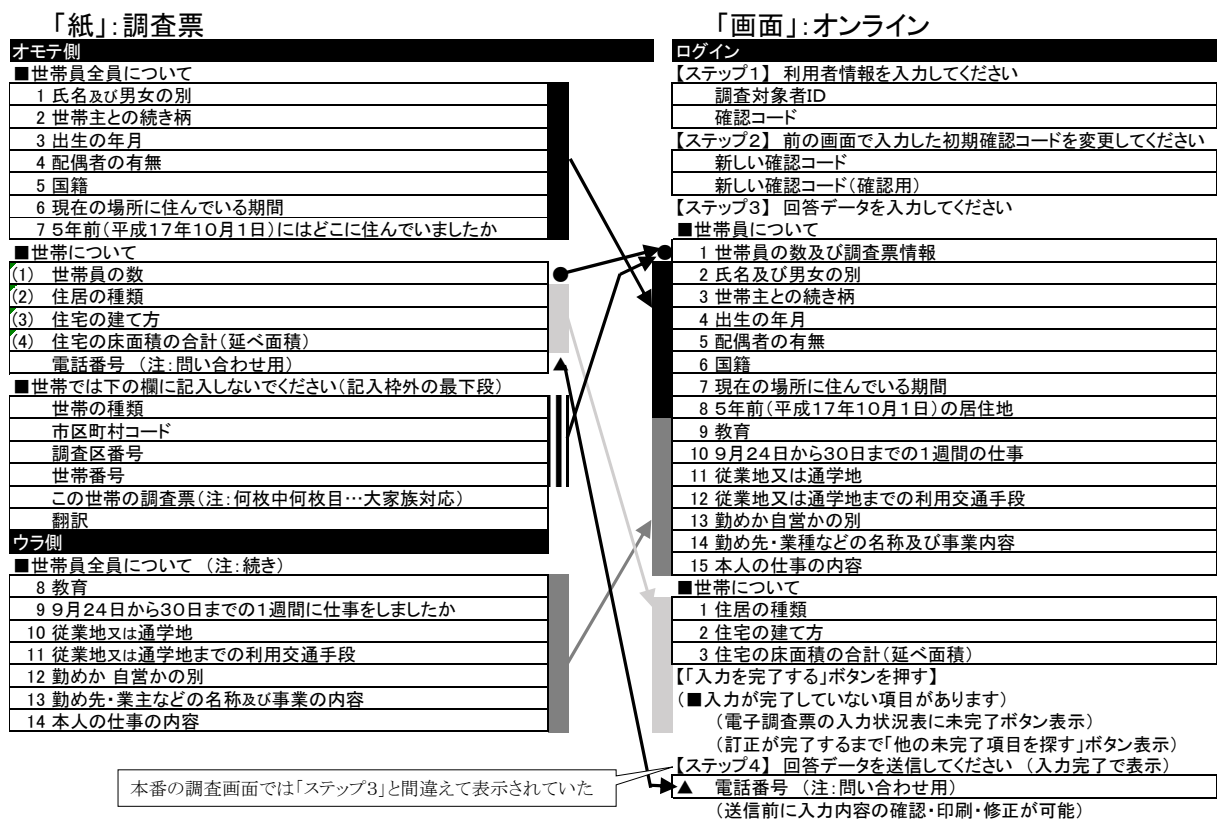 「紙」：調査票
オモテ側
■世帯員全員について
1 氏名及び男女の別
2 世帯主との続き柄
3 出生の年月
4 配偶者の有無
5 国籍
6 現在の場所に住んでいる期間
7 5年前（平成17年10月1日）にはどこに住んでいましたか
■世帯について
(1) 世帯員の数
(2) 住居の種類
(3) 住宅の建て方
(4) 住宅の床面積の合計（延べ面積）
電話番号 （注：問い合わせ用）
■世帯では下の欄に記入しないでください（記入枠外の最下段）
世帯の種類
市区町村コード
調査区番号
世帯番号
この世帯の調査票（注：何枚中何枚目…大家族対応）
翻訳
ウラ側
■世帯員全員について （注：続き）
8 教育
9 9月24日から30日までの1週間に仕事をしましたか
10 従業地又は通学地
11 従業地又は通学地までの利用交通手段
12 勤めか 自営かの別
13 勤め先・業主などの名称及び事業の内容
14 本人の仕事の内容
「画面」：オンライン
ログイン
【ステップ1】 利用者情報を入力してください
調査対象者ID
確認コード
【ステップ2】 前の画面で入力した初期確認コードを変更してください
新しい確認コード
新しい確認コード（確認用）
【ステップ3】 回答データを入力してください
■世帯員について
1 世帯員の数及び調査票情報
2 氏名及び男女の別
3 世帯主との続き柄
4 出生の年月
5 配偶者の有無
6 国籍
7 現在の場所に住んでいる期間
8 5年前（平成17年10月1日）の居住地
9 教育
10 9月24日から30日までの1週間の仕事
11 従業地又は通学地
12 従業地又は通学地までの利用交通手段
13 勤めか自営かの別
14 勤め先・業種などの名称及び事業内容
15 本人の仕事の内容
■世帯について
1 住居の種類
2 住宅の建て方
3 住宅の床面積の合計（延べ面積）
【「入力を完了する」ボタンを押す】
（■入力が完了していない項目があります）
（電子調査票の入力状況表に未完了ボタン表示）
（訂正が完了するまで「他の未完了項目を探す」ボタン表示）
【ステップ4】 回答データを送信してください （入力完了で表示）
▲ 電話番号 （注：問い合わせ用）
（送信前に入力内容の確認・印刷・修正が可能）
本番の調査画面では「ステップ3」と間違えて表示されていた